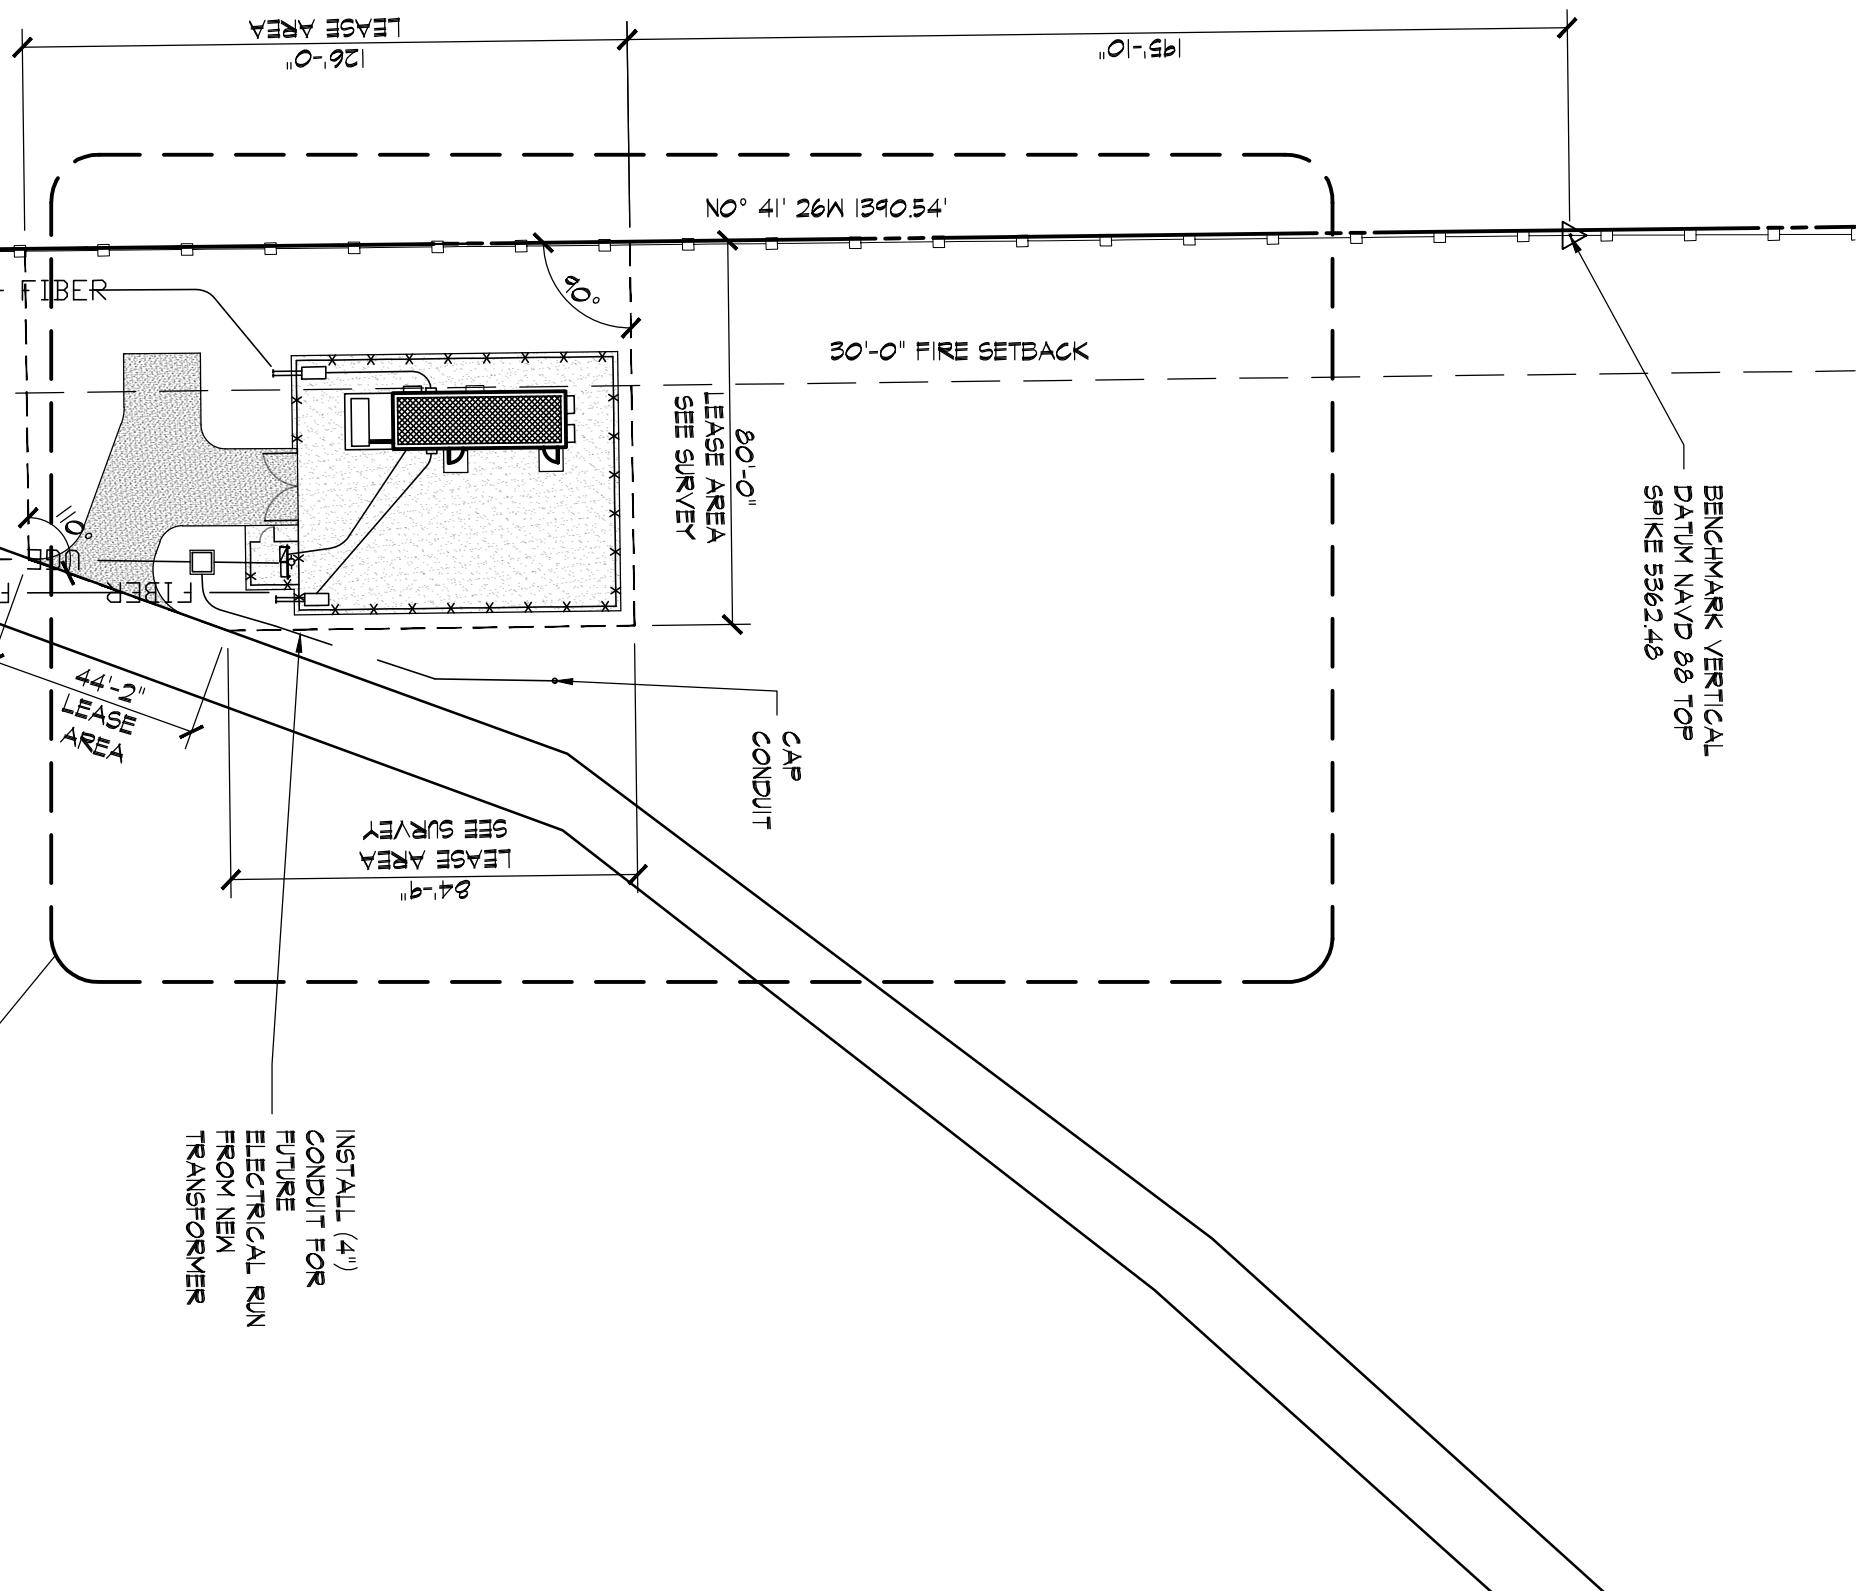 LEASE AREA
126'-0"
195'-10"
N0° 41' 26W 1390.54'
FIBER
90°
30'-0" FIRE SETBACK
80'-0"
LEASE AREA
SEE SURVEY
BENCHMARK VERTICAL
DATUM NAVD 88 TOP
SPIKE 5362.48
110°
UGE
FIBER
F
44'-2"
LEASE
AREA
CAP
CONDUIT
84'-9"
LEASE AREA
SEE SURVEY
INSTALL (4")
CONDUIT FOR
FUTURE
ELECTRICAL RUN
FROM NEW
TRANSFORMER